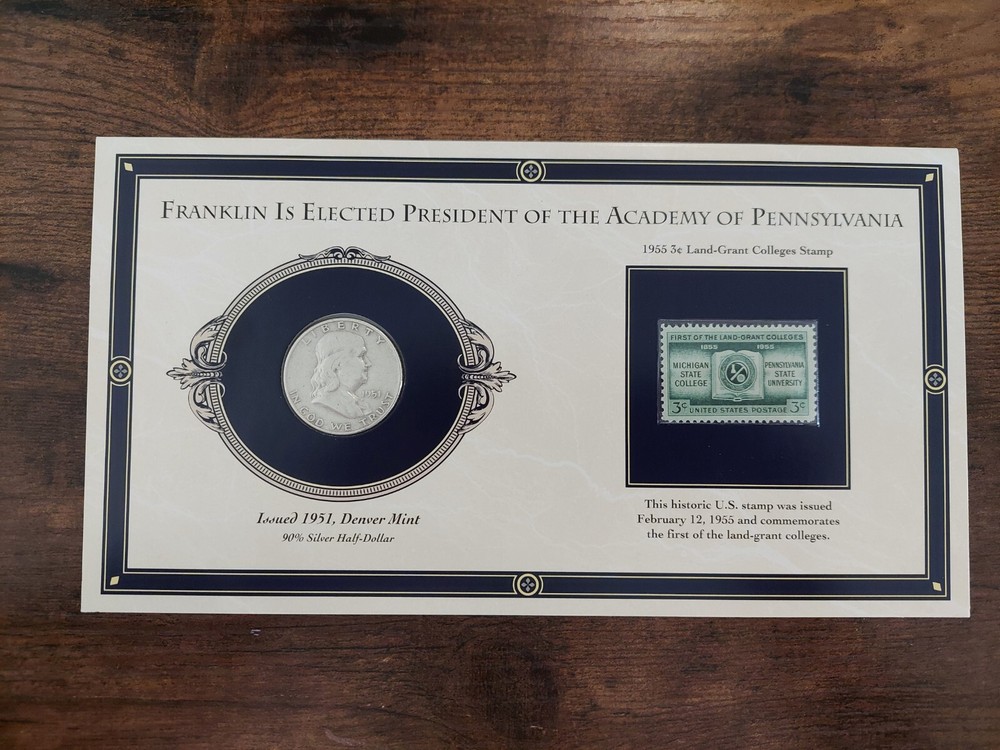 FRANKLIN IS ELECTED PRESIDENT OF THE ACADEMY OF PENNSYLVANIA
1955 3¢ Land-Grant Colleges Stamp
LIBERTY
1951
IN GOD WE TRUST
FIRST OF THE LAND-GRANT COLLEGES
1855 1955
MICHIGAN STATE COLLEGE
PENNSYLVANIA STATE UNIVERSITY
3¢ UNITED STATES POSTAGE 3¢
Issued 1951, Denver Mint
90% Silver Half-Dollar
This historic U.S. stamp was issued
February 12, 1955 and commemorates
the first of the land-grant colleges.